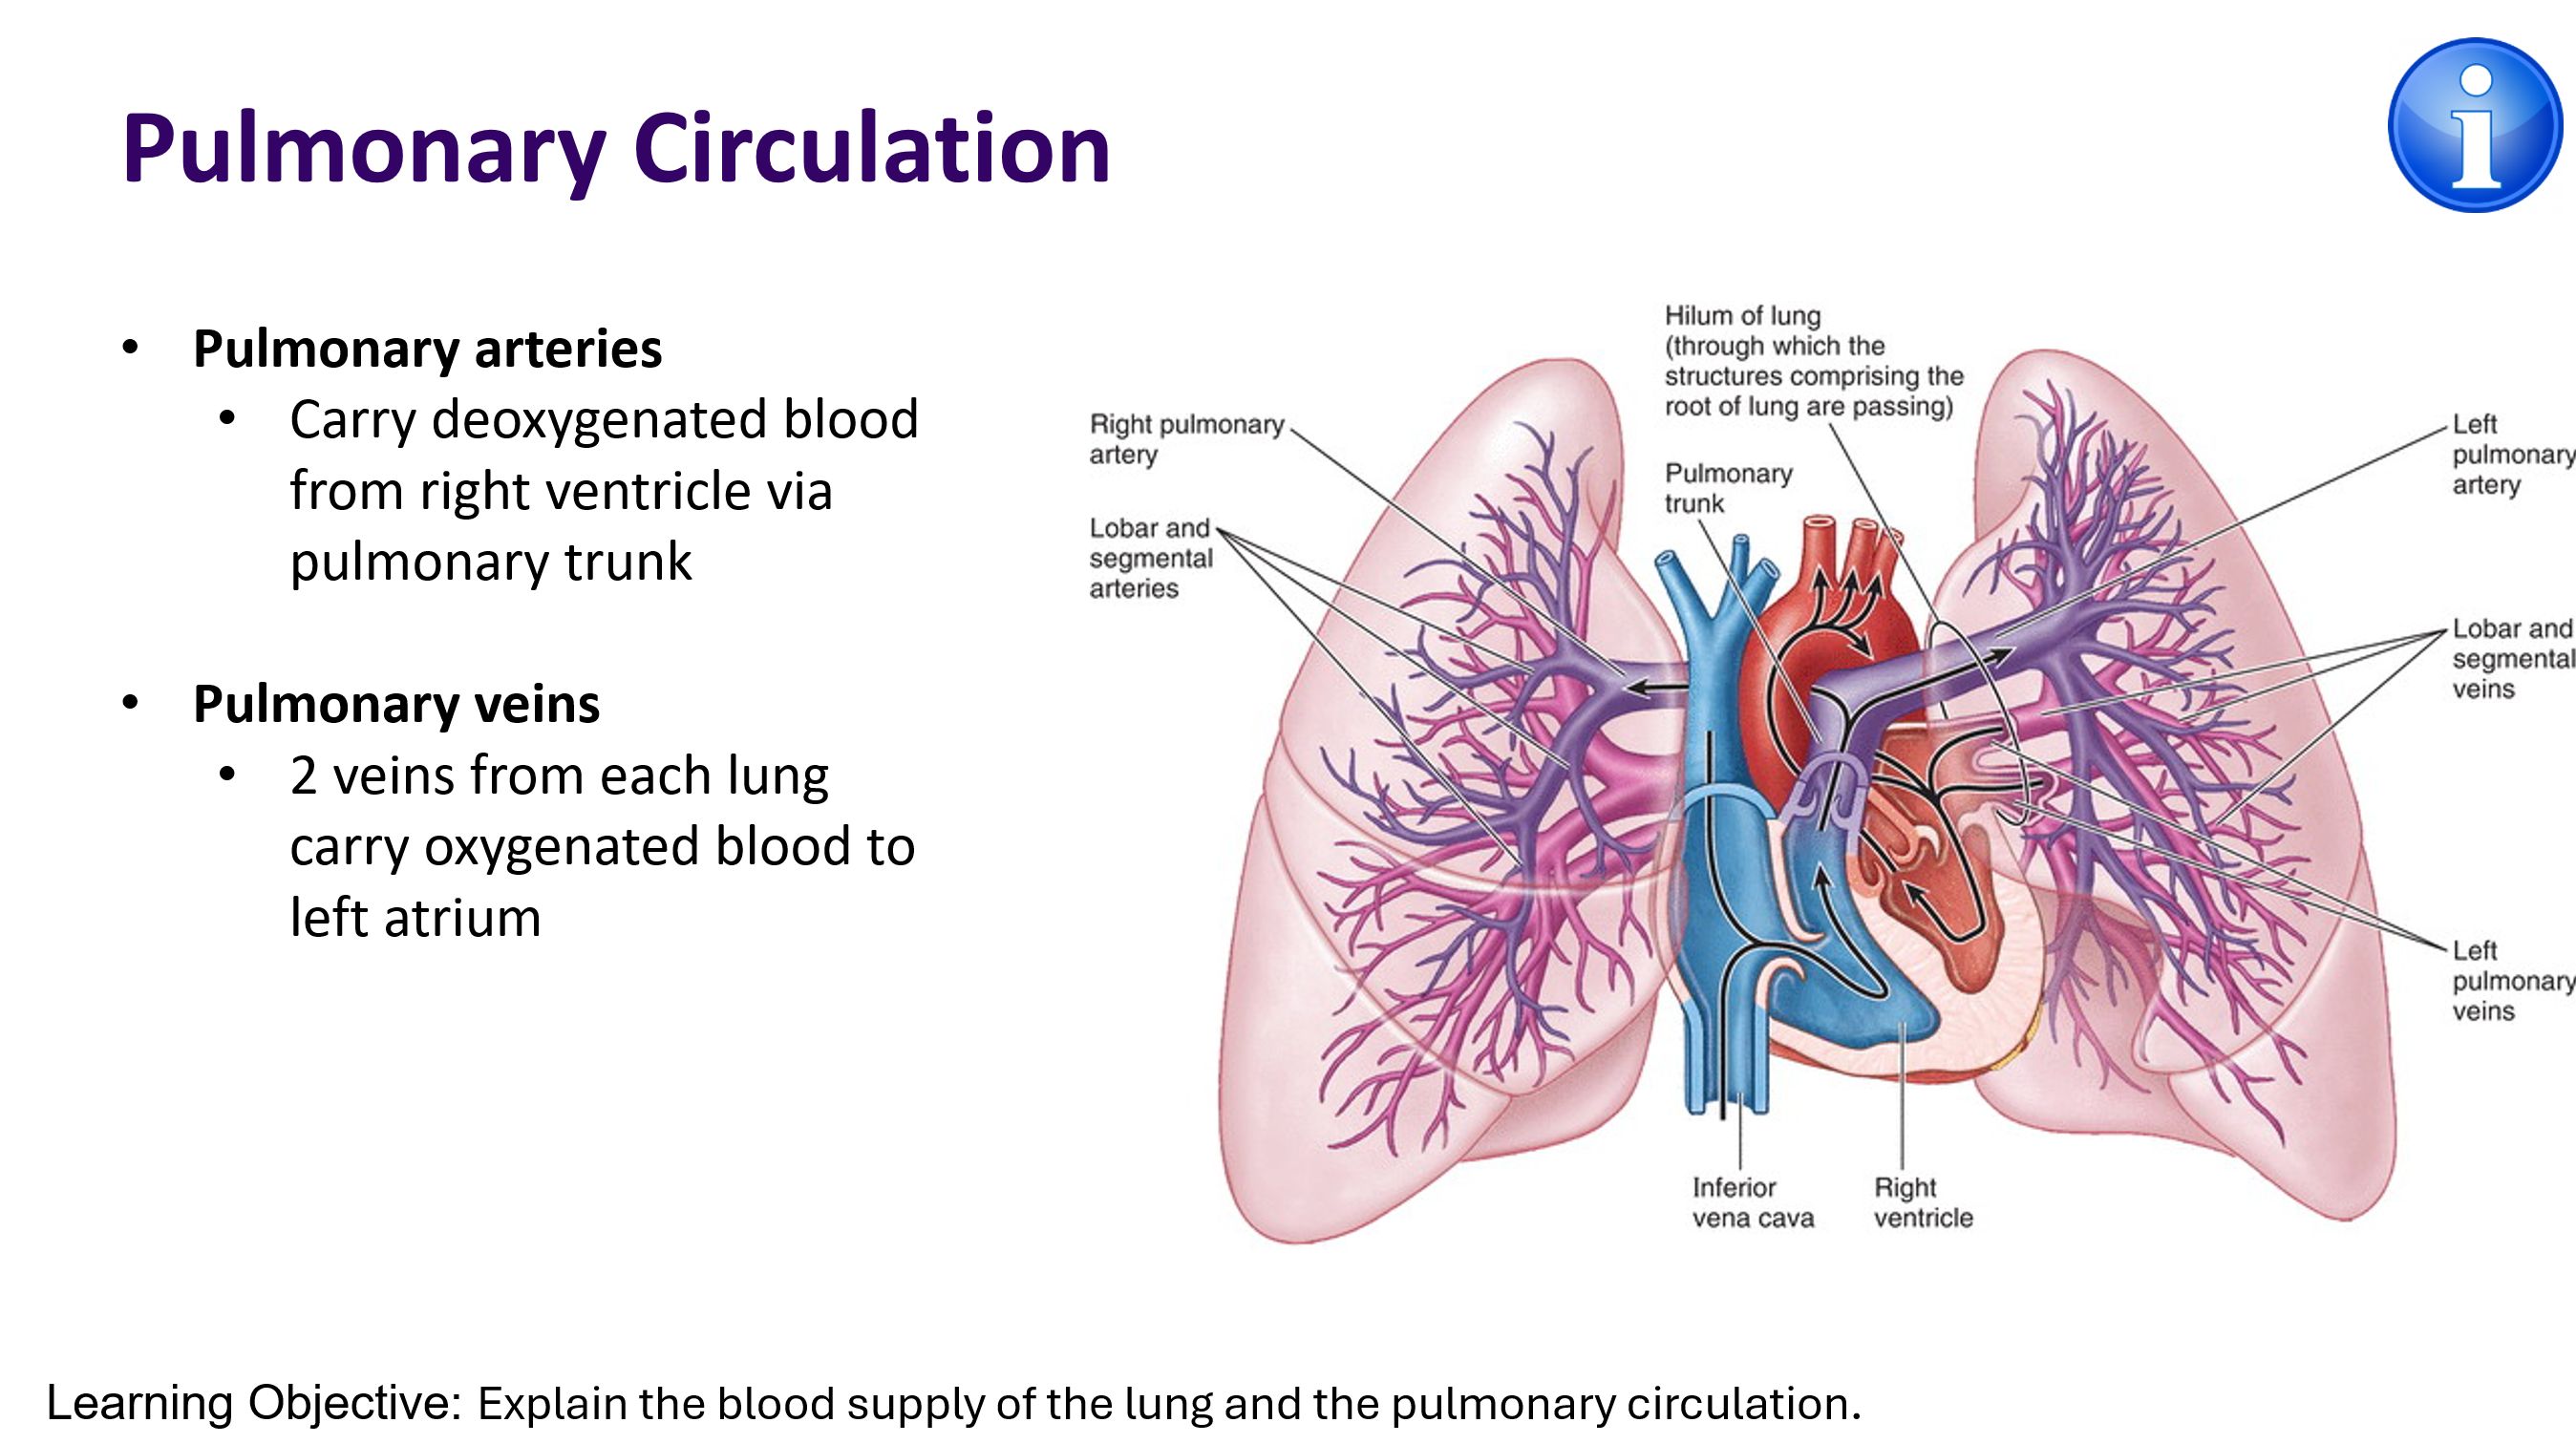 Pulmonary Circulation
• Pulmonary arteries
• Carry deoxygenated blood
from right ventricle via
pulmonary trunk
• Pulmonary veins
• 2 veins from each lung
carry oxygenated blood to
left atrium
Hilum of lung
(through which the
structures comprising the
root of lung are passing)
Right pulmonary
artery
Pulmonary
trunk
Lobar and
segmental
arteries
Left
pulmonary
artery
Lobar and
segmental
veins
Left
pulmonary
veins
Inferior
vena cava
Right
ventricle
Learning Objective: Explain the blood supply of the lung and the pulmonary circulation.